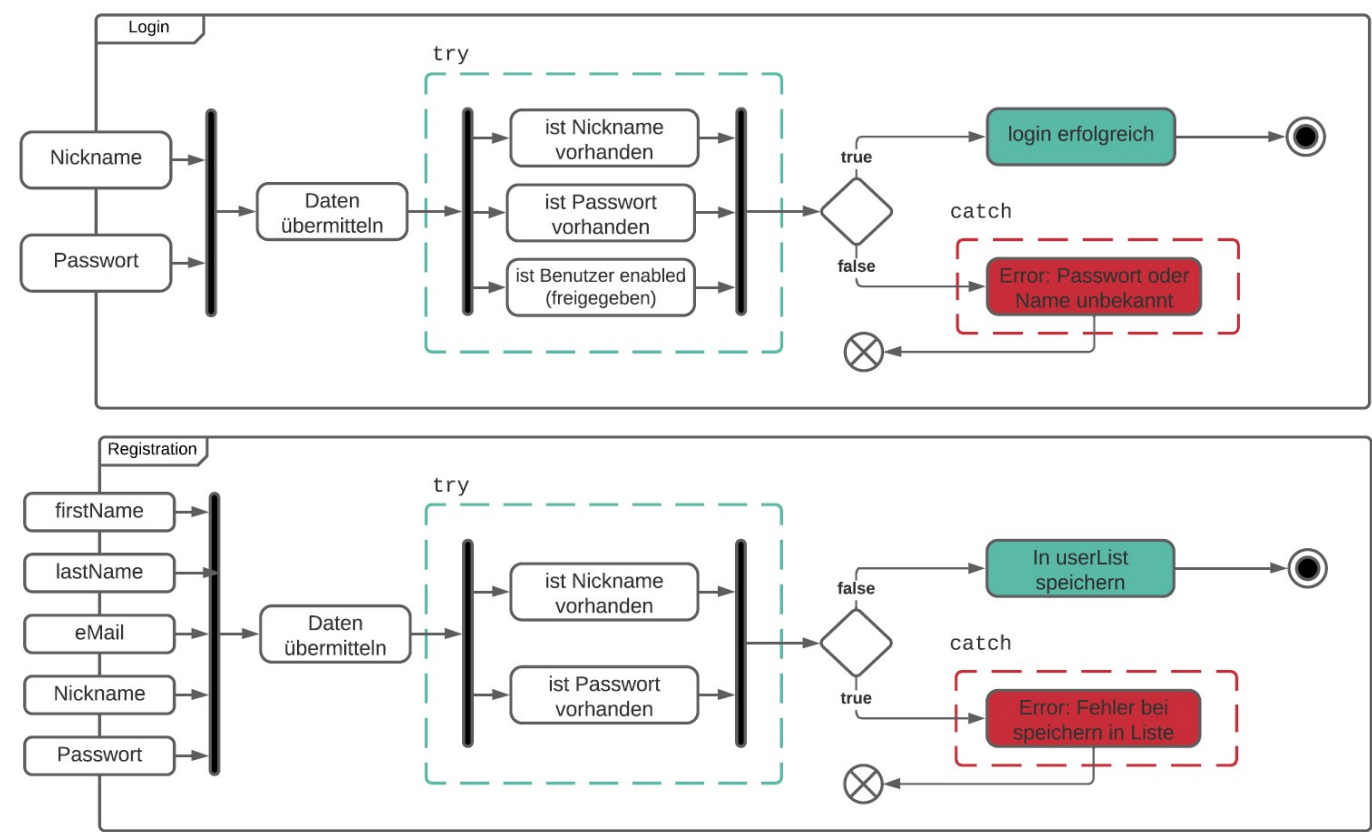 Login
try
Nickname
Passwort
Daten
übermitteln
ist Nickname
vorhanden
ist Passwort
vorhanden
ist Benutzer enabled
(freigegeben)
true
false
login erfolgreich
catch
Error: Passwort oder
Name unbekannt
Registration
try
firstName
lastName
eMail
Nickname
Passwort
Daten
übermitteln
ist Nickname
vorhanden
ist Passwort
vorhanden
false
true
In userList
speichern
catch
Error: Fehler bei
speichern in Liste